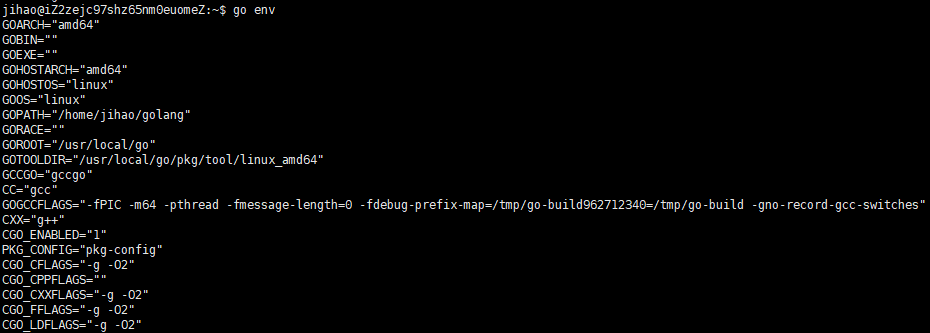 jihao@iZ2zejc97shz65nm0euomeZ:~$ go env
GOARCH="amd64"
GOBIN=""
GOEXE=""
GOHOSTARCH="amd64"
GOHOSTOS="linux"
GOOS="linux"
GOPATH="/home/jihao/golang"
GORACE=""
GOROOT="/usr/local/go"
GOTOOLDIR="/usr/local/go/pkg/tool/linux_amd64"
GCCGO="gccgo"
CC="gcc"
GOGCCFLAGS="-fPIC -m64 -pthread -fmessage-length=0 -fdebug-prefix-map=/tmp/go-build962712340=/tmp/go-build -gno-record-gcc-switches"
CXX="g++"
CGO_ENABLED="1"
PKG_CONFIG="pkg-config"
CGO_CFLAGS="-g -O2"
CGO_CPPFLAGS=""
CGO_CXXFLAGS="-g -O2"
CGO_FFLAGS="-g -O2"
CGO_LDFLAGS="-g -O2"